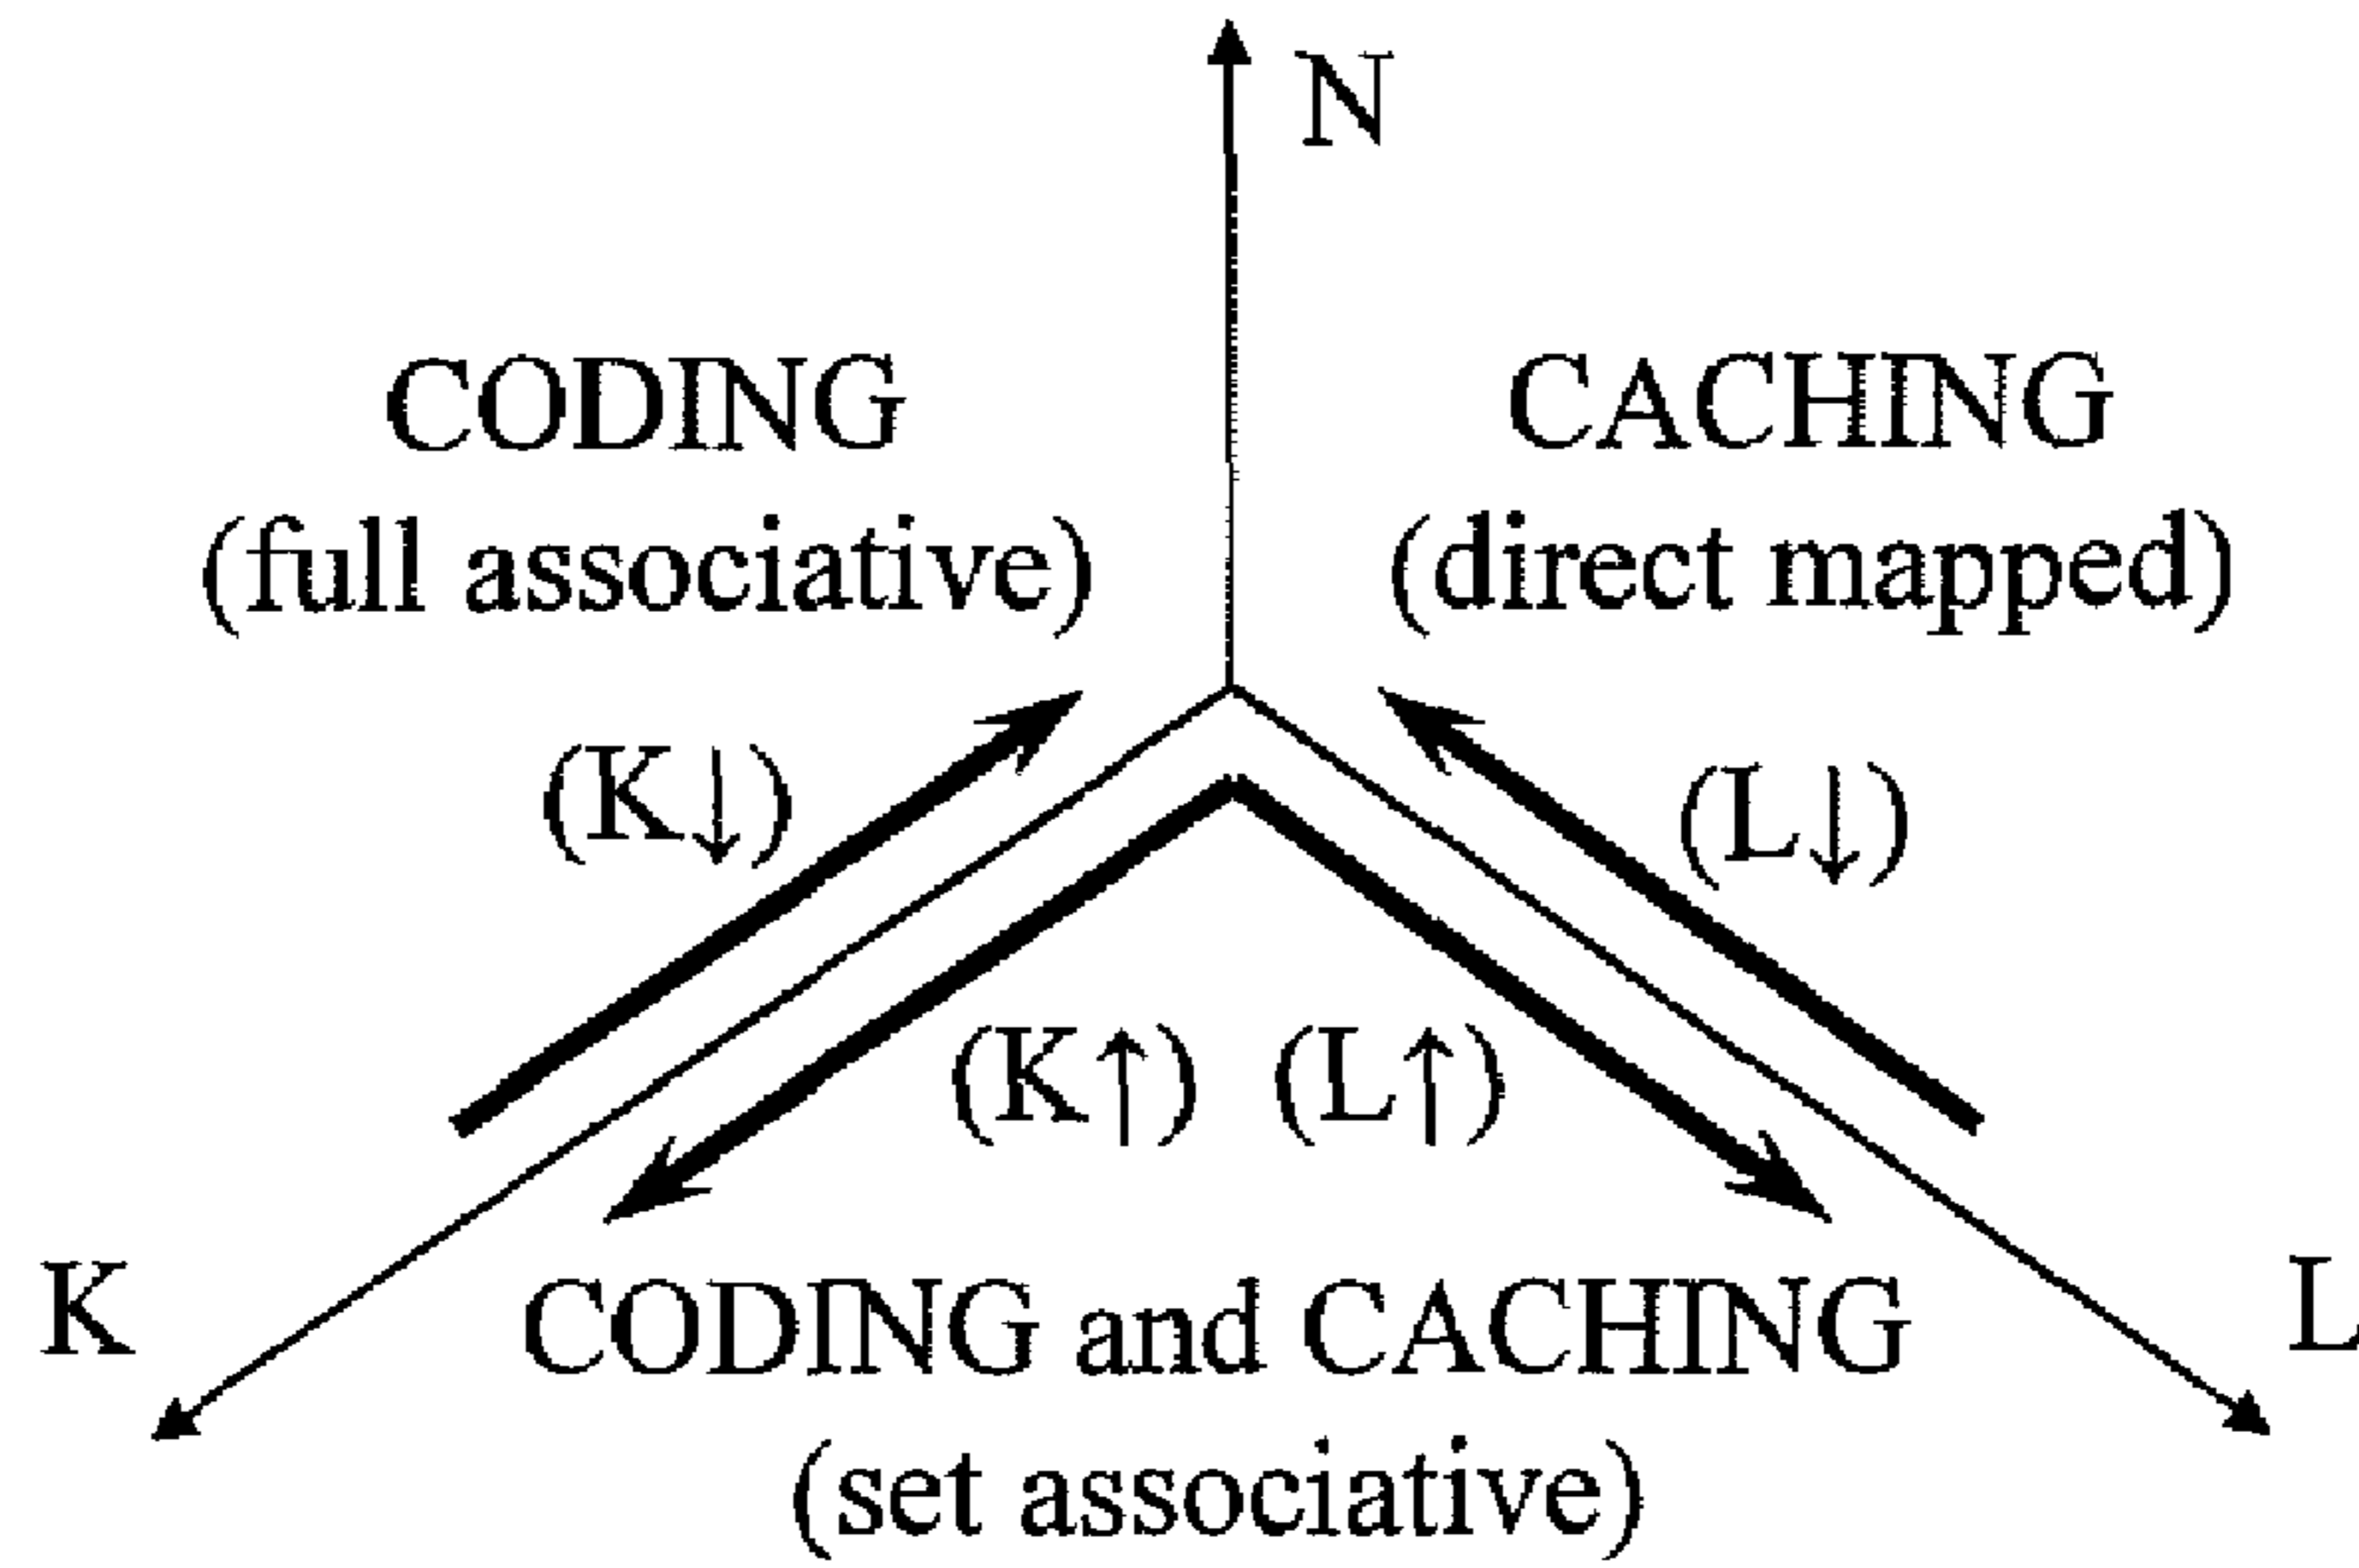 N
CODING
(full associative)
CACHING
(direct mapped)
(K↓)
(L↓)
(K↑) (L↑)
K
L
CODING and CACHING
(set associative)